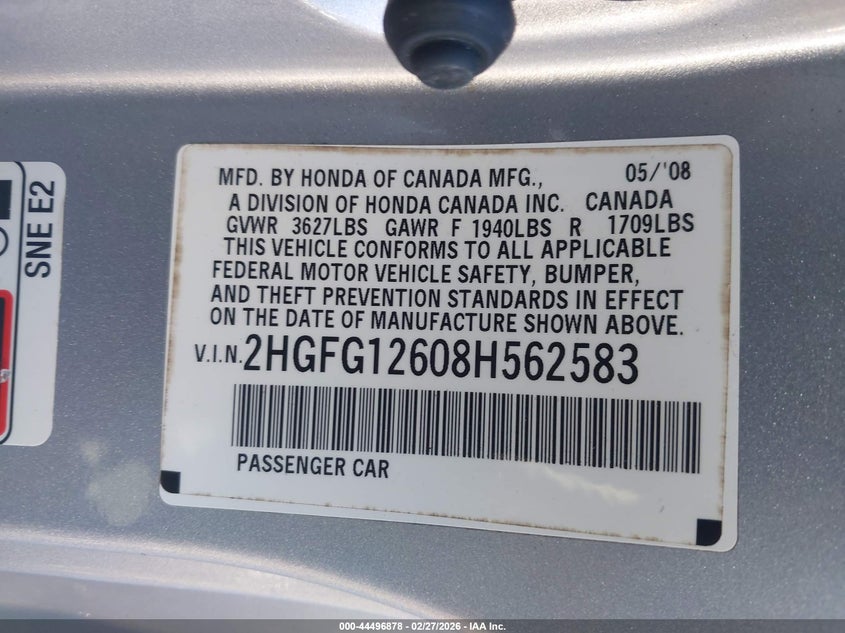 MFD. BY HONDA OF CANADA MFG., 05/'08
A DIVISION OF HONDA CANADA INC. CANADA
GVWR 3627LBS GAWR F 1940LBS R 1709LBS
THIS VEHICLE CONFORMS TO ALL APPLICABLE
FEDERAL MOTOR VEHICLE SAFETY, BUMPER,
AND THEFT PREVENTION STANDARDS IN EFFECT
ON THE DATE OF MANUFACTURE SHOWN ABOVE.
V.I.N. 2HGFG12608H562583
PASSENGER CAR
SNE E2
000-44496878 | 02/27/2026 | IAA Inc.